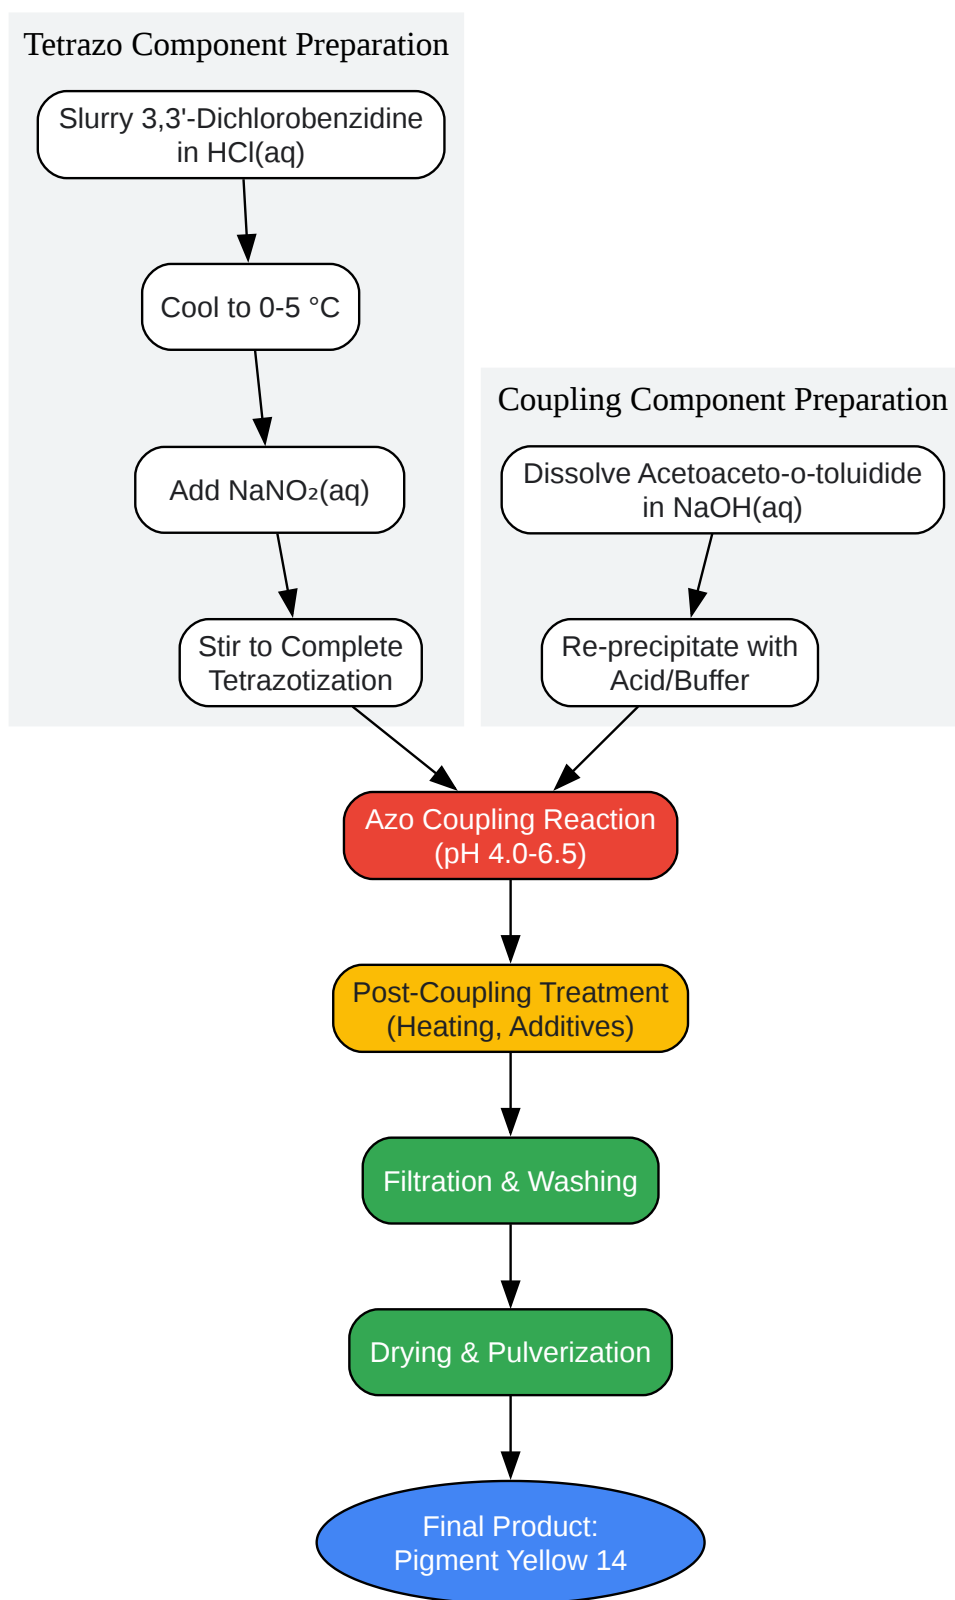 Tetrazo Component Preparation
Slurry 3,3'-Dichlorobenzidine
in HCl(aq)
Cool to 0-5 °C
Add NaNO₂(aq)
Stir to Complete
Tetrazotization
Coupling Component Preparation
Dissolve Acetoaceto-o-toluidide
in NaOH(aq)
Re-precipitate with
Acid/Buffer
Azo Coupling Reaction
(pH 4.0-6.5)
Post-Coupling Treatment
(Heating, Additives)
Filtration & Washing
Drying & Pulverization
Final Product:
Pigment Yellow 14